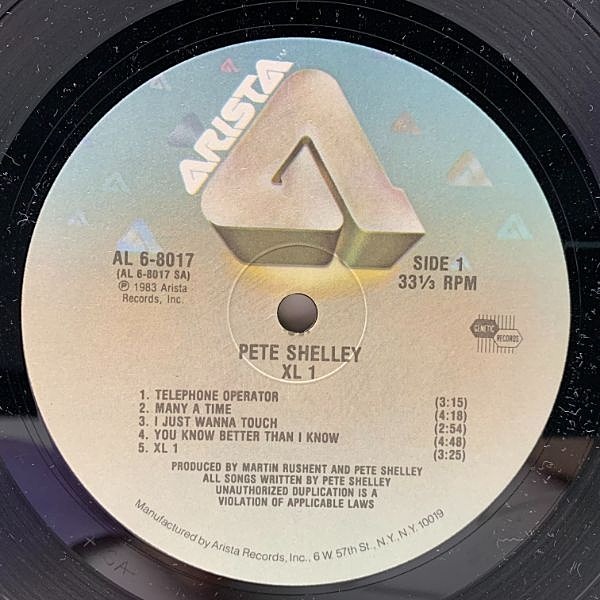 ARISTA
AL 6-8017
(AL 6-8017 SA)
℗ 1983 Arista
Records, Inc.
SIDE 1
33⅓ RPM
GENETIC
RECORDS
PETE SHELLEY
XL 1
1. TELEPHONE OPERATOR (3:15)
2. MANY A TIME (4:18)
3. I JUST WANNA TOUCH (2:54)
4. YOU KNOW BETTER THAN I KNOW (4:48)
5. XL 1 (3:25)
PRODUCED BY MARTIN RUSHENT AND PETE SHELLEY
ALL SONGS WRITTEN BY PETE SHELLEY
UNAUTHORIZED DUPLICATION IS A
VIOLATION OF APPLICABLE LAWS
Manufactured by Arista Records, Inc., 6 W. 57th St., N.Y., N.Y. 10019